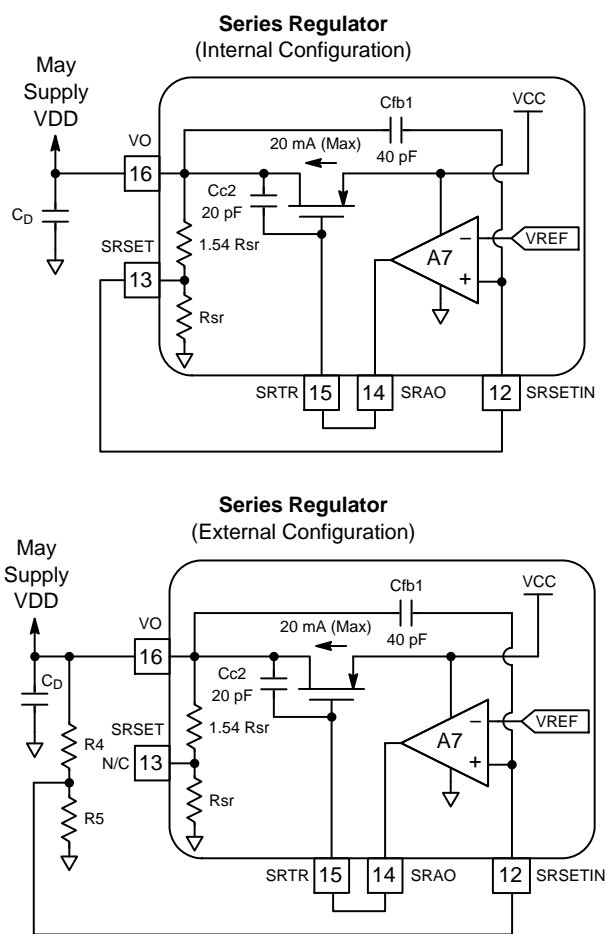 Series Regulator
(Internal Configuration)
May
Supply
VDD
VO
16
C_D
SRSET
13
1.54 Rsr
Rsr
Cc2
20 pF
20 mA (Max)
Cfb1
40 pF
VCC
A7
−
+
VREF
SRTR
15
14
SRAO
12
SRSETIN
Series Regulator
(External Configuration)
May
Supply
VDD
VO
16
C_D
R4
R5
SRSET
N/C
13
1.54 Rsr
Rsr
Cc2
20 pF
20 mA (Max)
Cfb1
40 pF
VCC
A7
−
+
VREF
SRTR
15
14
SRAO
12
SRSETIN